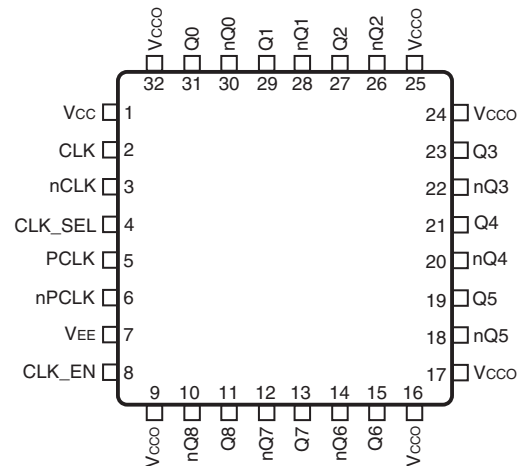 VCCO Q0 nQ0 Q1 nQ1 Q2 nQ2 VCCO
32 31 30 29 28 27 26 25
VCC 1 24 VCCO
CLK 2 23 Q3
nCLK 3 22 nQ3
CLK_SEL 4 21 Q4
PCLK 5 20 nQ4
nPCLK 6 19 Q5
VEE 7 18 nQ5
CLK_EN 8 17 VCCO
9 10 11 12 13 14 15 16
VCCO nQ8 Q8 nQ7 Q7 nQ6 Q6 VCCO